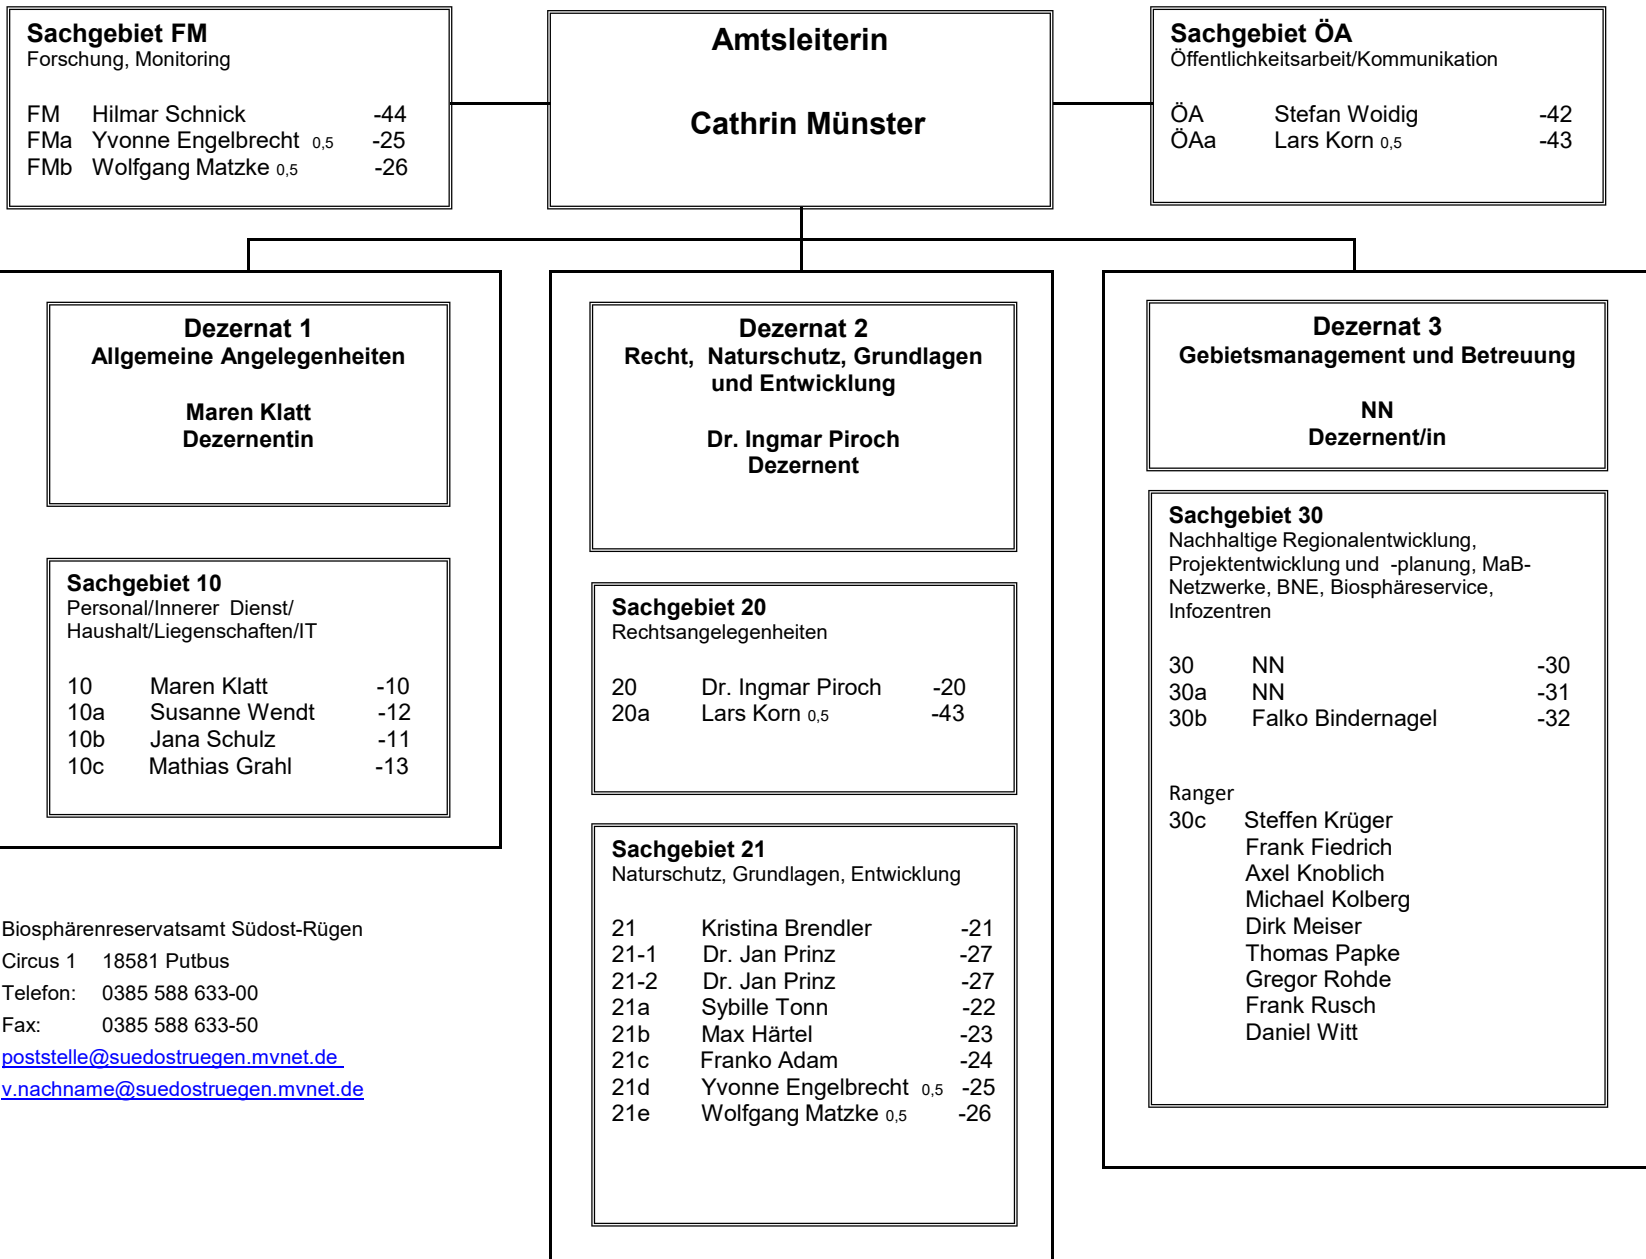 Sachgebiet FM
Forschung, Monitoring
FM Hilmar Schnick -44
FMa Yvonne Engelbrecht 0,5 -25
FMb Wolfgang Matzke 0,5 -26
Amtsleiterin
Cathrin Münster
Sachgebiet ÖA
Öffentlichkeitsarbeit/Kommunikation
ÖA Stefan Woidig -42
ÖAa Lars Korn 0,5 -43
Dezernat 1
Allgemeine Angelegenheiten
Maren Klatt
Dezernentin
Sachgebiet 10
Personal/Innerer Dienst/
Haushalt/Liegenschaften/IT
10 Maren Klatt -10
10a Susanne Wendt -12
10b Jana Schulz -11
10c Mathias Grahl -13
Dezernat 2
Recht, Naturschutz, Grundlagen
und Entwicklung
Dr. Ingmar Piroch
Dezernent
Sachgebiet 20
Rechtsangelegenheiten
20 Dr. Ingmar Piroch -20
20a Lars Korn 0,5 -43
Sachgebiet 21
Naturschutz, Grundlagen, Entwicklung
21 Kristina Brendler -21
21-1 Dr. Jan Prinz -27
21-2 Dr. Jan Prinz -27
21a Sybille Tonn -22
21b Max Härtel -23
21c Franko Adam -24
21d Yvonne Engelbrecht 0,5 -25
21e Wolfgang Matzke 0,5 -26
Dezernat 3
Gebietsmanagement und Betreuung
NN
Dezernent/in
Sachgebiet 30
Nachhaltige Regionalentwicklung,
Projektentwicklung und -planung, MaB-
Netzwerke, BNE, Biosphäreservice,
Infozentren
30 NN -30
30a NN -31
30b Falko Bindernagel -32
Ranger
30c Steffen Krüger
Frank Fiedrich
Axel Knoblich
Michael Kolberg
Dirk Meiser
Thomas Papke
Gregor Rohde
Frank Rusch
Daniel Witt
Biosphärenreservatsamt Südost-Rügen
Circus 1 18581 Putbus
Telefon: 0385 588 633-00
Fax: 0385 588 633-50
poststelle@suedostruegen.mvnet.de
v.nachname@suedostruegen.mvnet.de